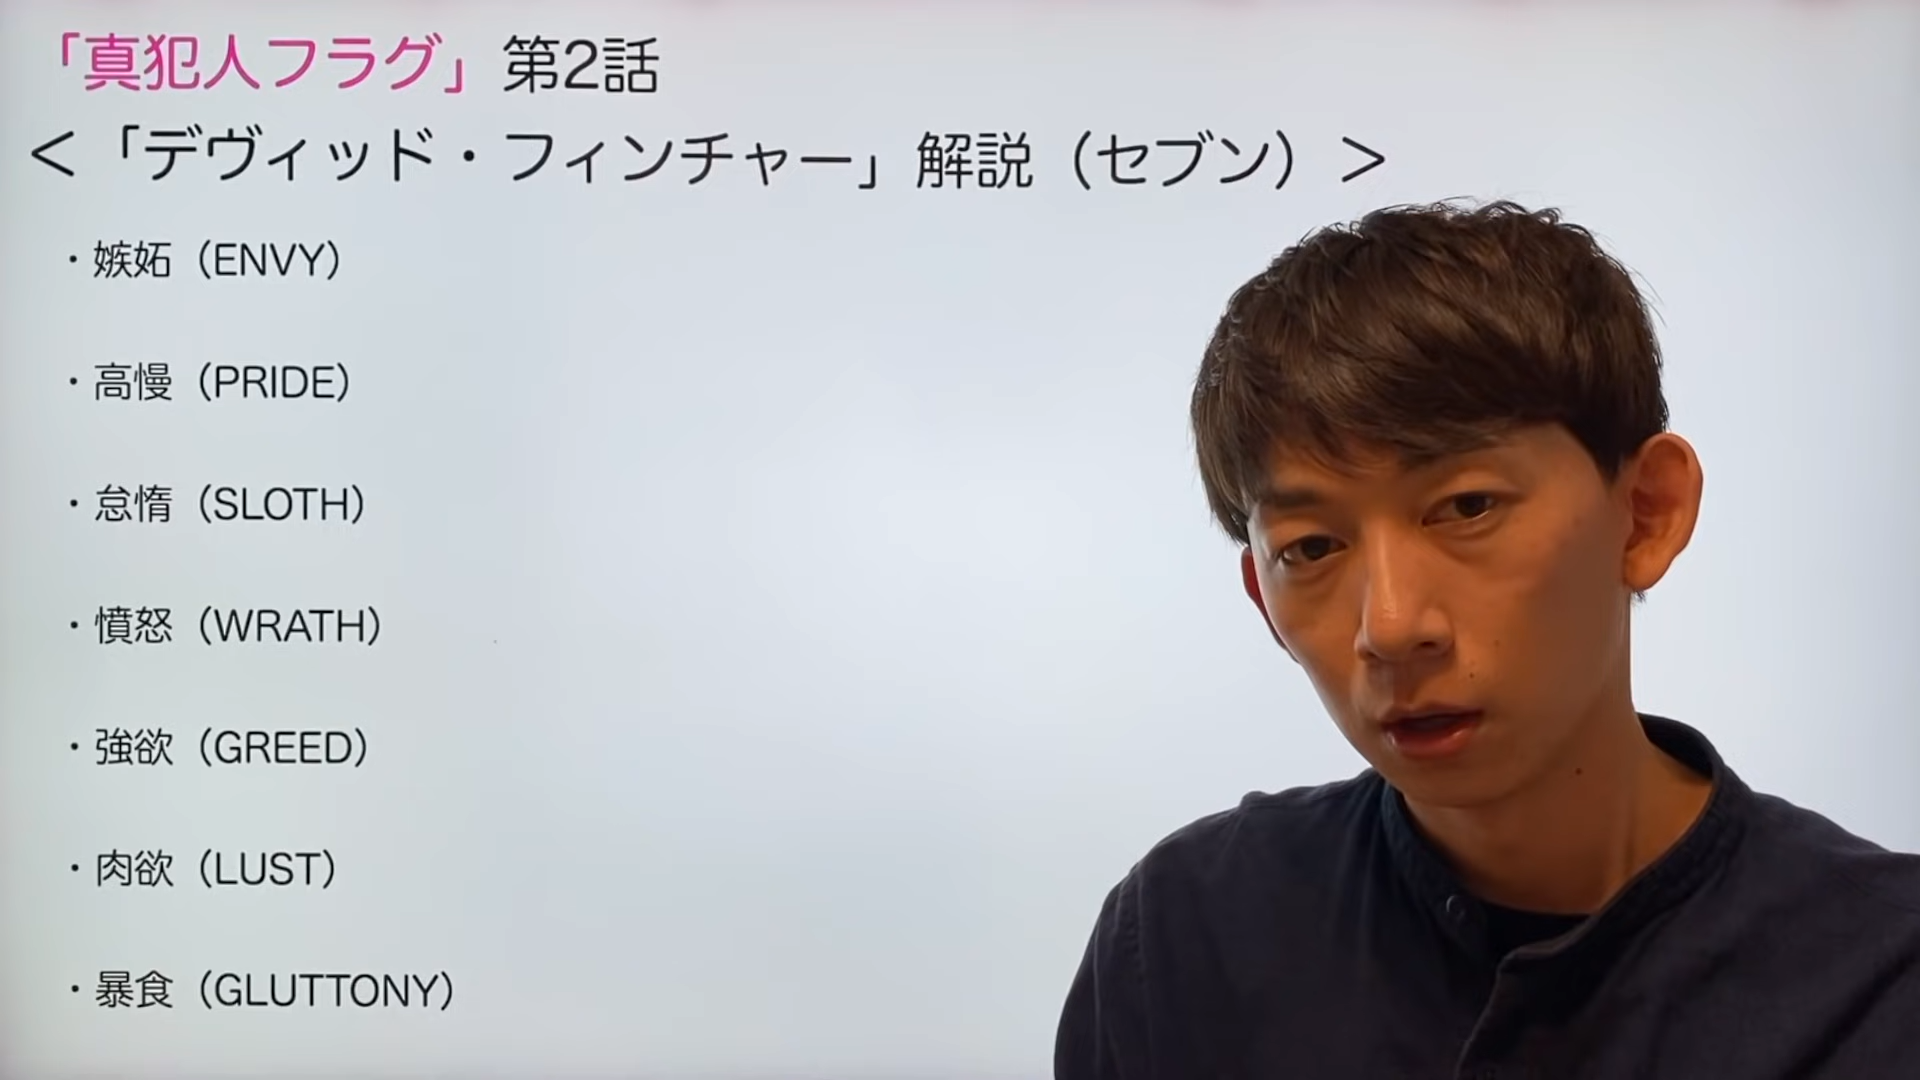 「真犯人フラグ」第2話
＜「デヴィッド・フィンチャー」解説（セブン）＞
・嫉妬（ENVY）
・高慢（PRIDE）
・怠惰（SLOTH）
・憤怒（WRATH）
・強欲（GREED）
・肉欲（LUST）
・暴食（GLUTTONY）